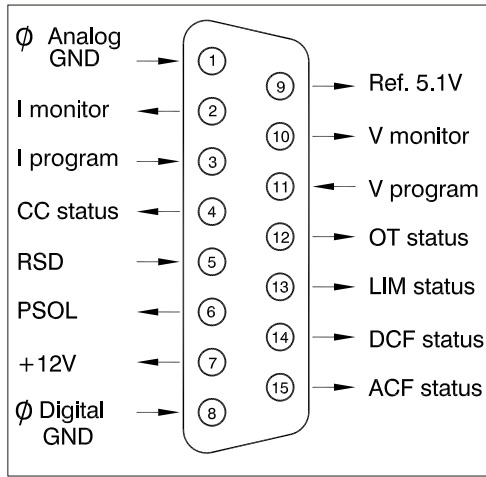 Ø Analog
GND
1
I monitor
2
I program
3
CC status
4
RSD
5
PSOL
6
+12V
7
Ø Digital
GND
8
9
Ref. 5.1V
10
V monitor
11
V program
12
OT status
13
LIM status
14
DCF status
15
ACF status